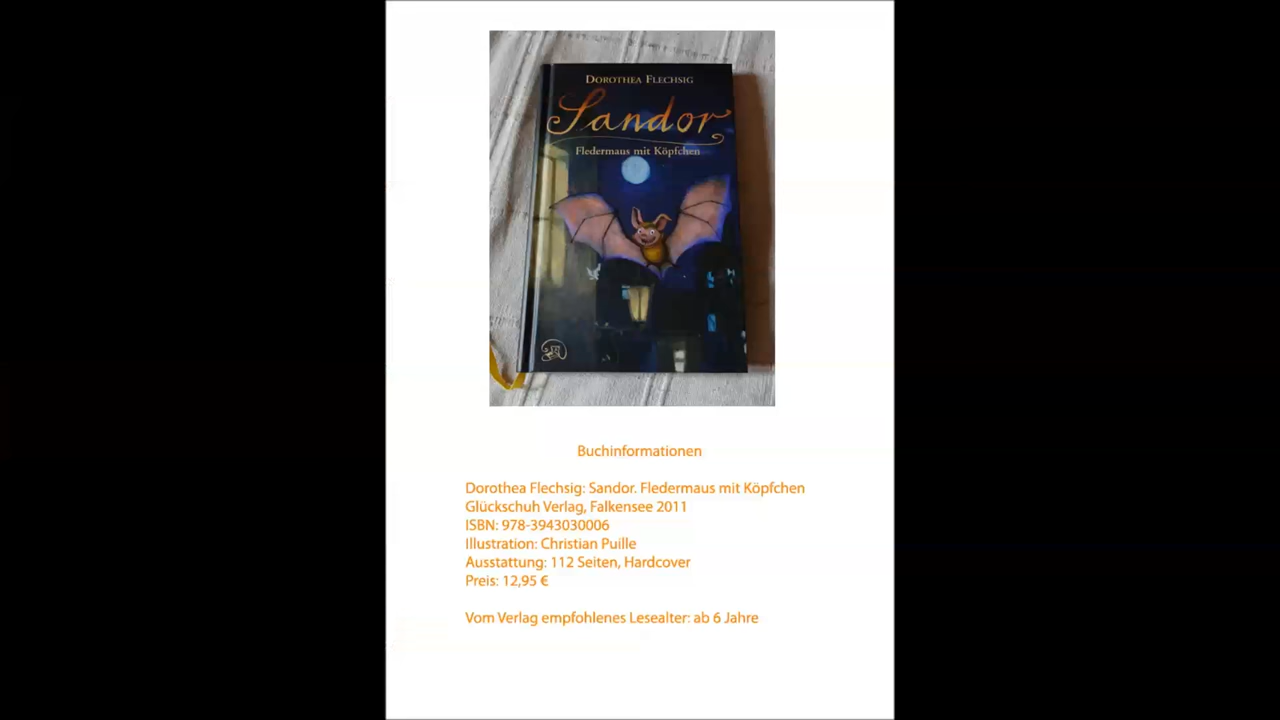 DOROTHEA FLECHSIG
Sandor
Fledermaus mit Köpfchen
Buchinformationen
Dorothea Flechsig: Sandor. Fledermaus mit Köpfchen
Glückschuh Verlag, Falkensee 2011
ISBN: 978-3943030006
Illustration: Christian Puille
Ausstattung: 112 Seiten, Hardcover
Preis: 12,95 €
Vom Verlag empfohlenes Lesealter: ab 6 Jahre